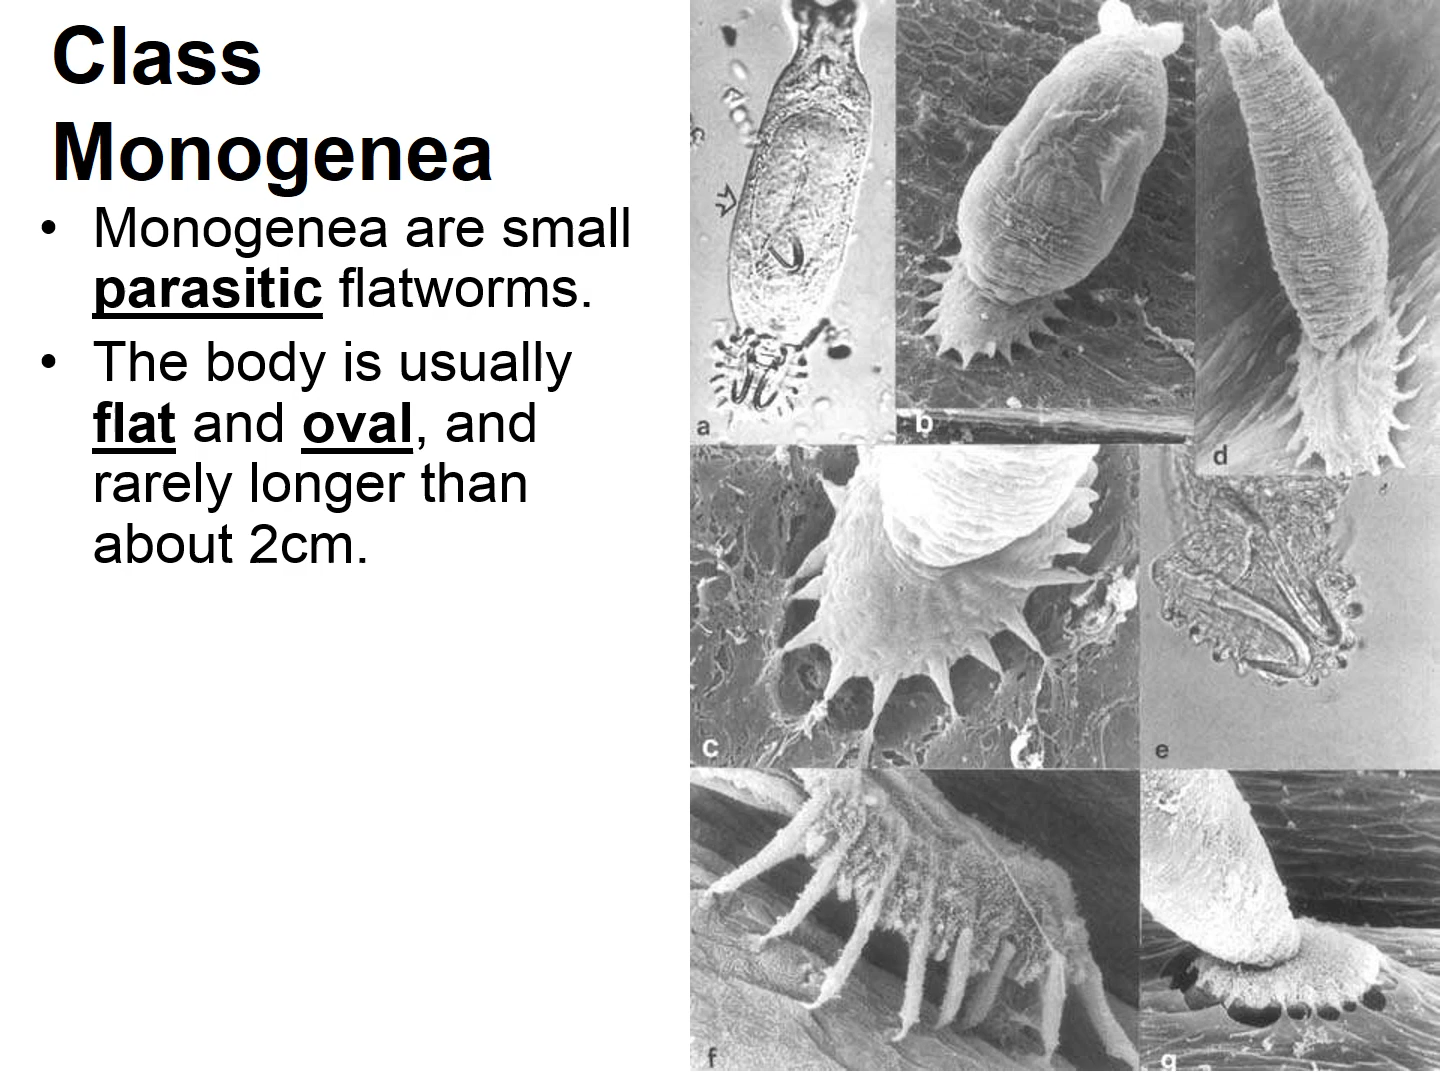 Class
Monogenea
• Monogenea are small
parasitic flatworms.
• The body is usually
flat and oval, and
rarely longer than
about 2cm.
a
b
d
c
e
f
g